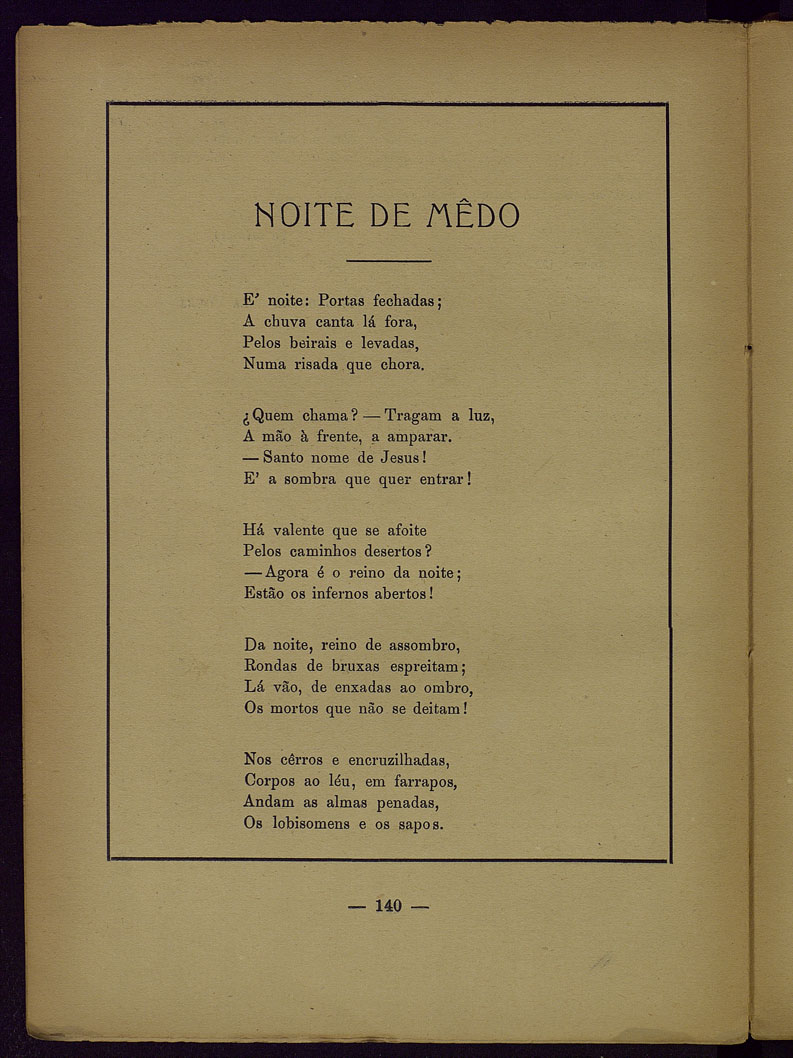 NOITE DE MÊDO
E' noite: Portas fechadas;
A chuva canta lá fora,
Pelos beirais e levadas,
Numa risada que chora.
¿Quem chama? — Tragam a luz,
A mão à frente, a amparar.
— Santo nome de Jesus!
E' a sombra que quer entrar!
Há valente que se afoite
Pelos caminhos desertos?
— Agora é o reino da noite;
Estão os infernos abertos!
Da noite, reino de assombro,
Rondas de bruxas espreitam;
Lá vão, de enxadas ao ombro,
Os mortos que não se deitam!
Nos cêrros e encruzilhadas,
Corpos ao léu, em farrapos,
Andam as almas penadas,
Os lobisomens e os sapos.
— 140 —